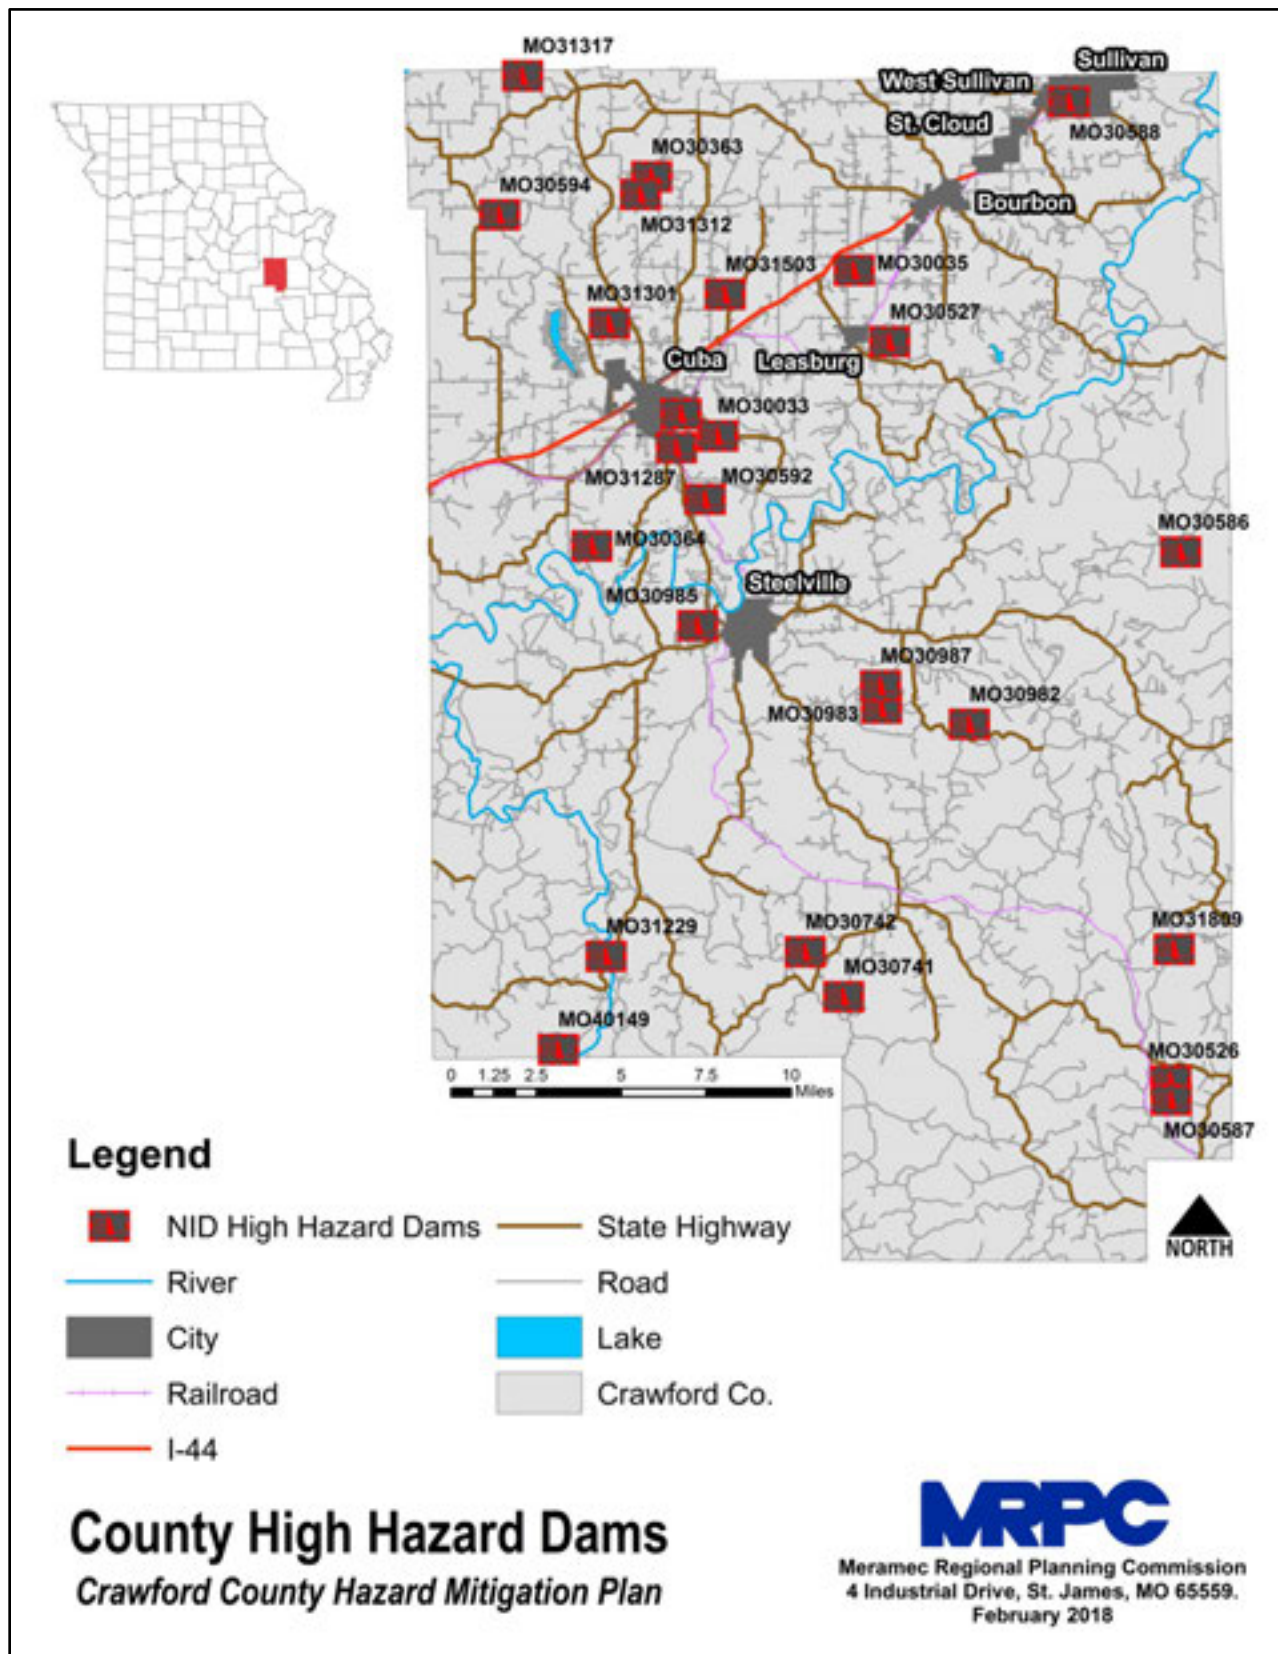 MO31317
Sullivan
West Sullivan
St. Cloud
MO30588
MO30363
MO30594
Bourbon
MO31312
MO31503
MO30035
MO31301
MO30527
Cuba
Leasburg
MO30033
MO31287
MO30592
MO30586
MO30364
Steelville
MO30985
MO30987
MO30982
MO30983
MO31229
MO30742
MO31809
MO30741
MO40149
MO30526
MO30587
0 1.25 2.5 5 7.5 10
Miles
Legend
NID High Hazard Dams
State Highway
River
Road
City
Lake
Railroad
Crawford Co.
I-44
NORTH
County High Hazard Dams
Crawford County Hazard Mitigation Plan
MRPC
Meramec Regional Planning Commission
4 Industrial Drive, St. James, MO 65559.
February 2018